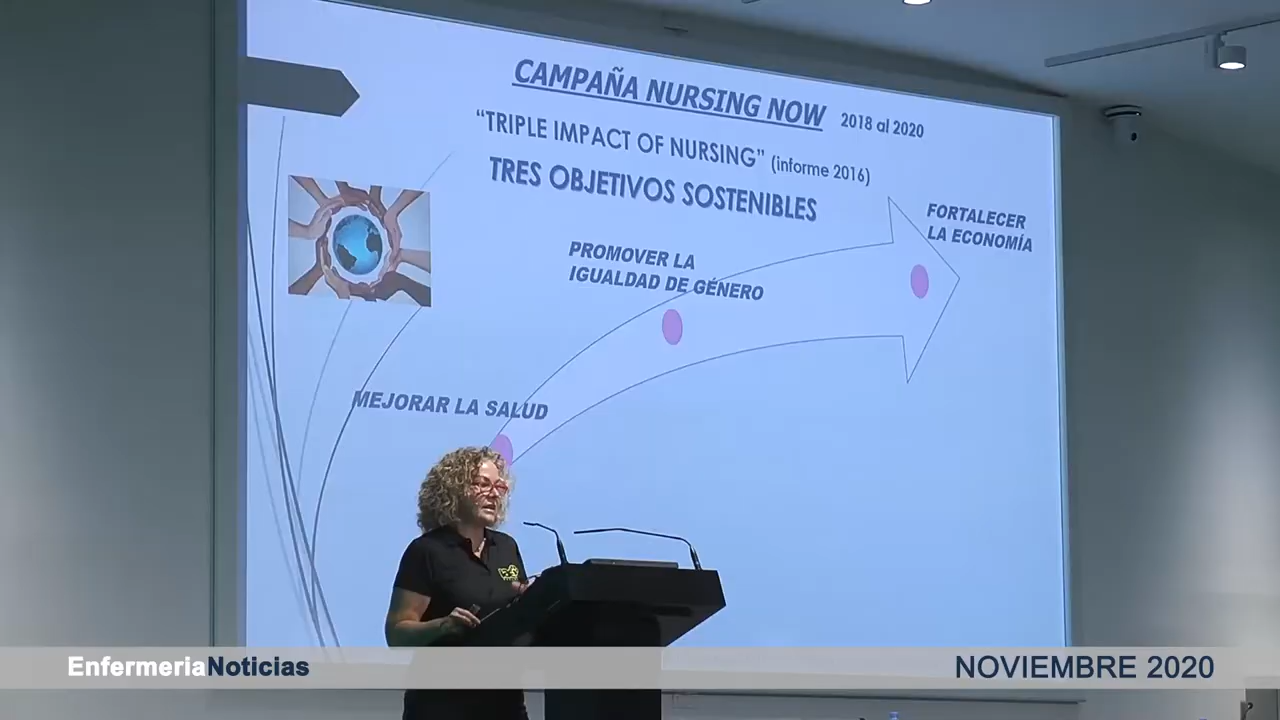 CAMPAÑA NURSING NOW 2018 al 2020
"TRIPLE IMPACT OF NURSING" (informe 2016)
TRES OBJETIVOS SOSTENIBLES
FORTALECER
LA ECONOMÍA
PROMOVER LA
IGUALDAD DE GÉNERO
MEJORAR LA SALUD
EnfermeriaNoticias
NOVIEMBRE 2020